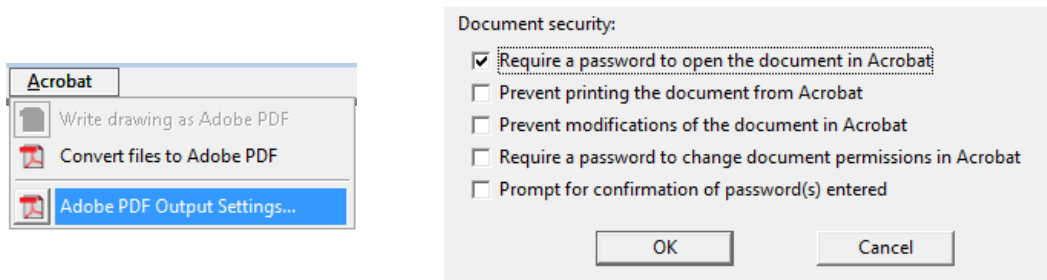 Acrobat
Write drawing as Adobe PDF
Convert files to Adobe PDF
Adobe PDF Output Settings...
Document security:
Require a password to open the document in Acrobat
Prevent printing the document from Acrobat
Prevent modifications of the document in Acrobat
Require a password to change document permissions in Acrobat
Prompt for confirmation of password(s) entered
OK
Cancel